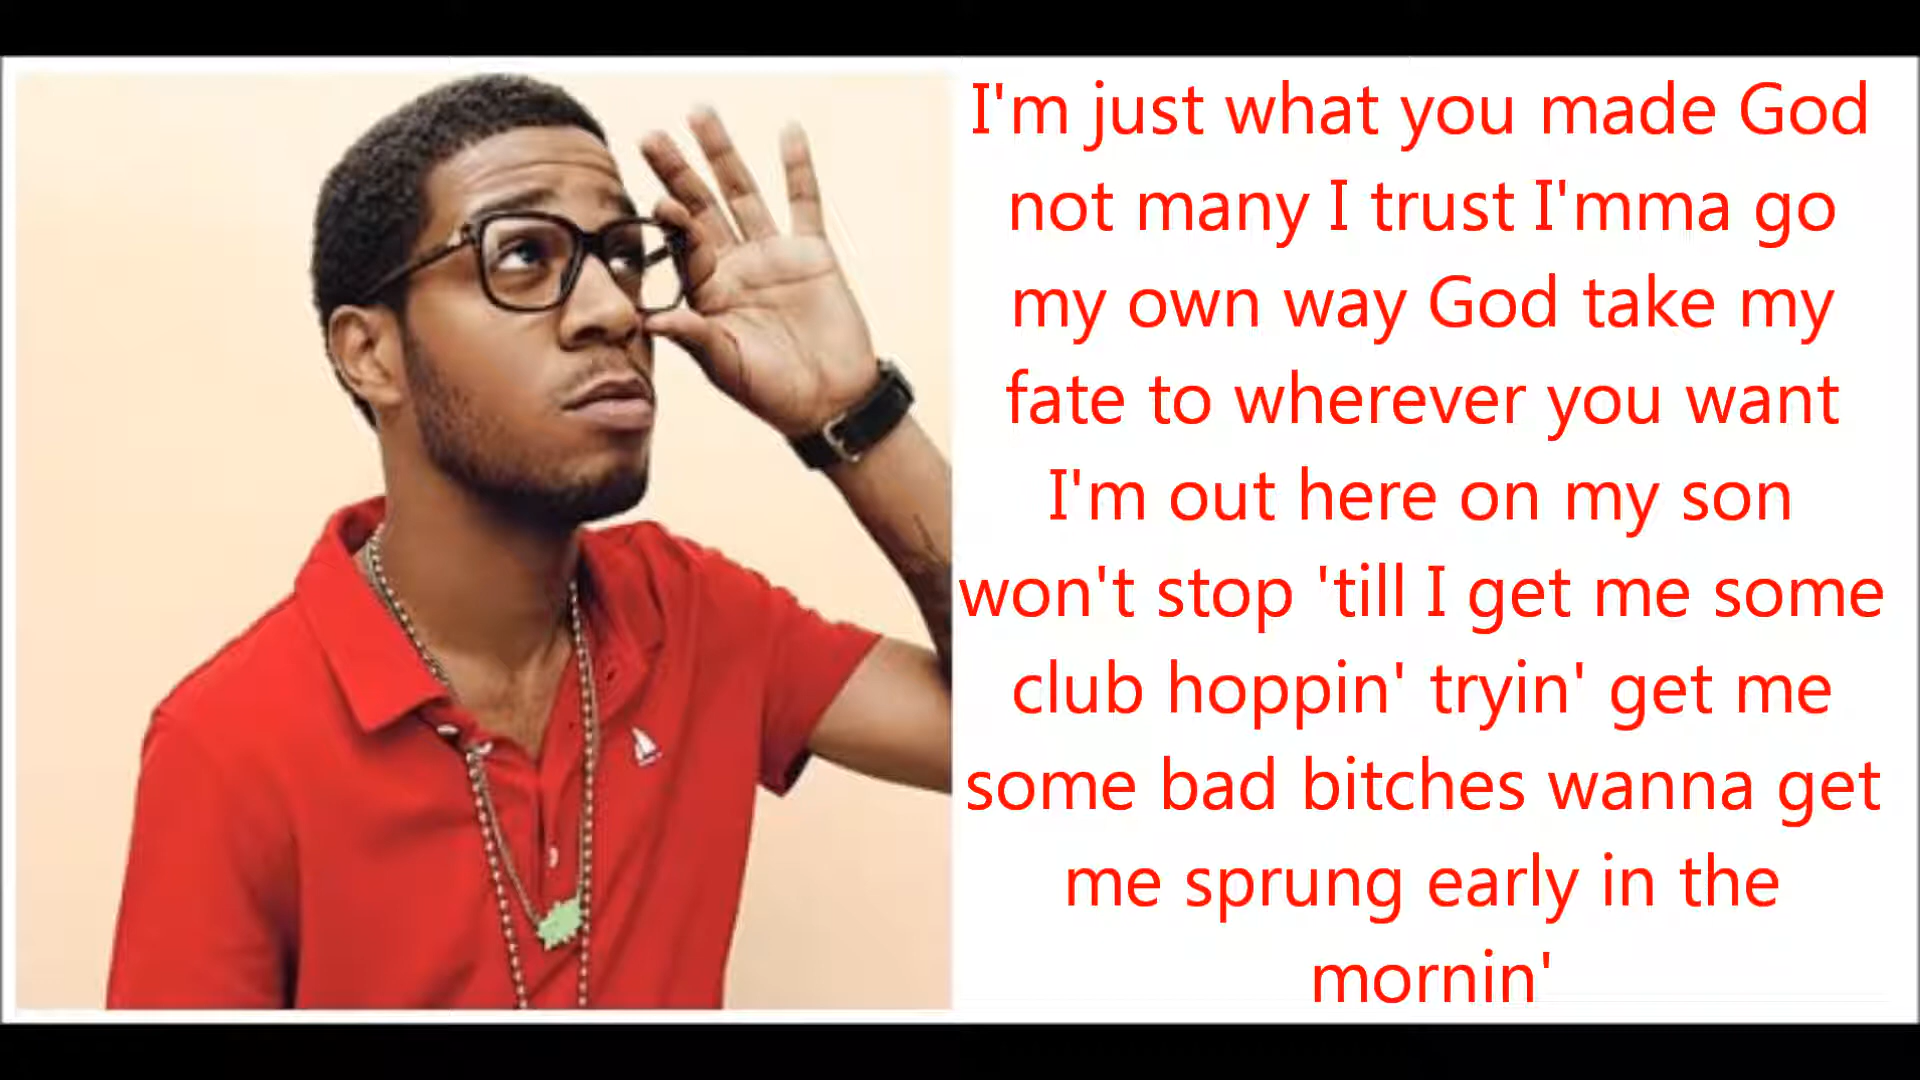 I'm just what you made God
not many I trust I'mma go
my own way God take my
fate to wherever you want
I'm out here on my son
won't stop 'till I get me some
club hoppin' tryin' get me
some bad bitches wanna get
me sprung early in the
mornin'